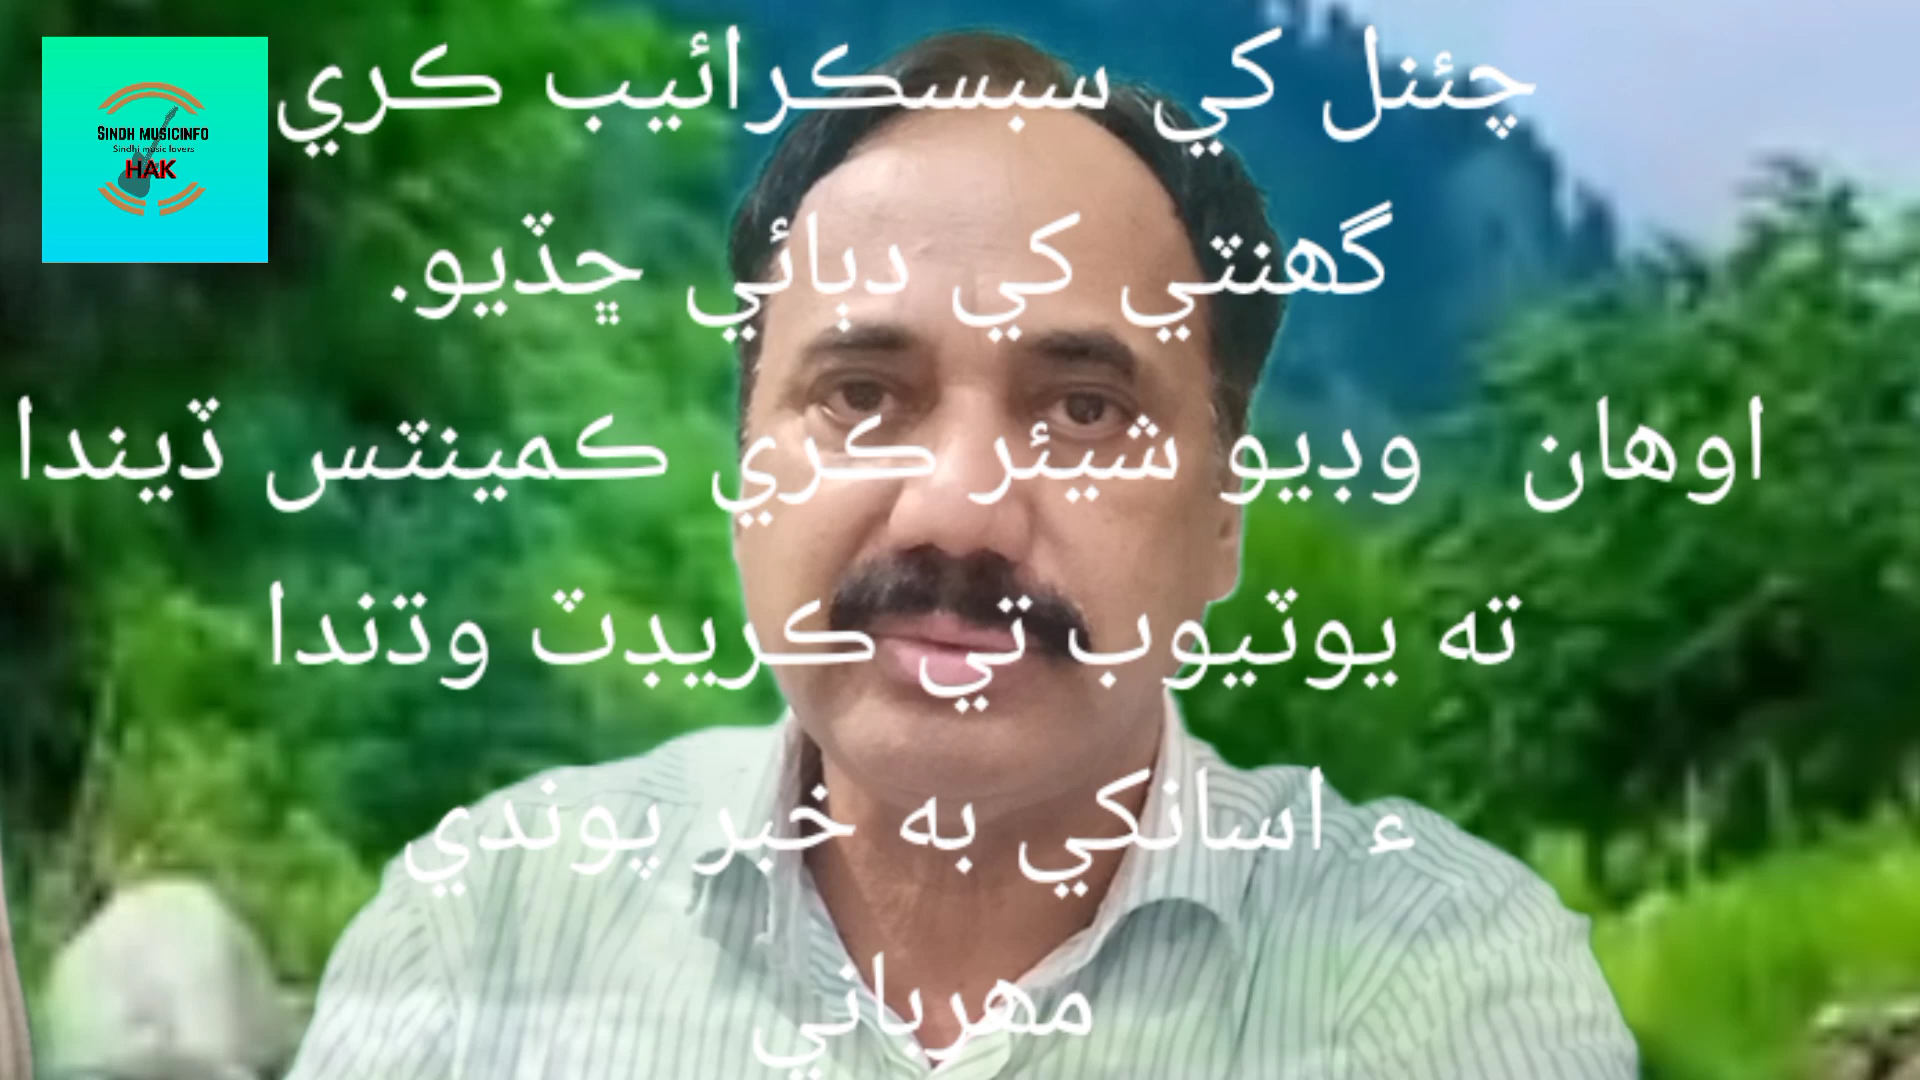 SINDH MUSICINFO
Sindhi music lovers
HAK
چئنل کي سبسڪرائيب ڪري
گھنٽي کي دٻائي ڇڏيو.
اوهان وڊيو شيئر ڪري ڪمينٽس ڏيندا
ته يوٽيوب تي ڪريڊٽ وڌندا
۽ اسانکي به خبر پوندي
مهرباني